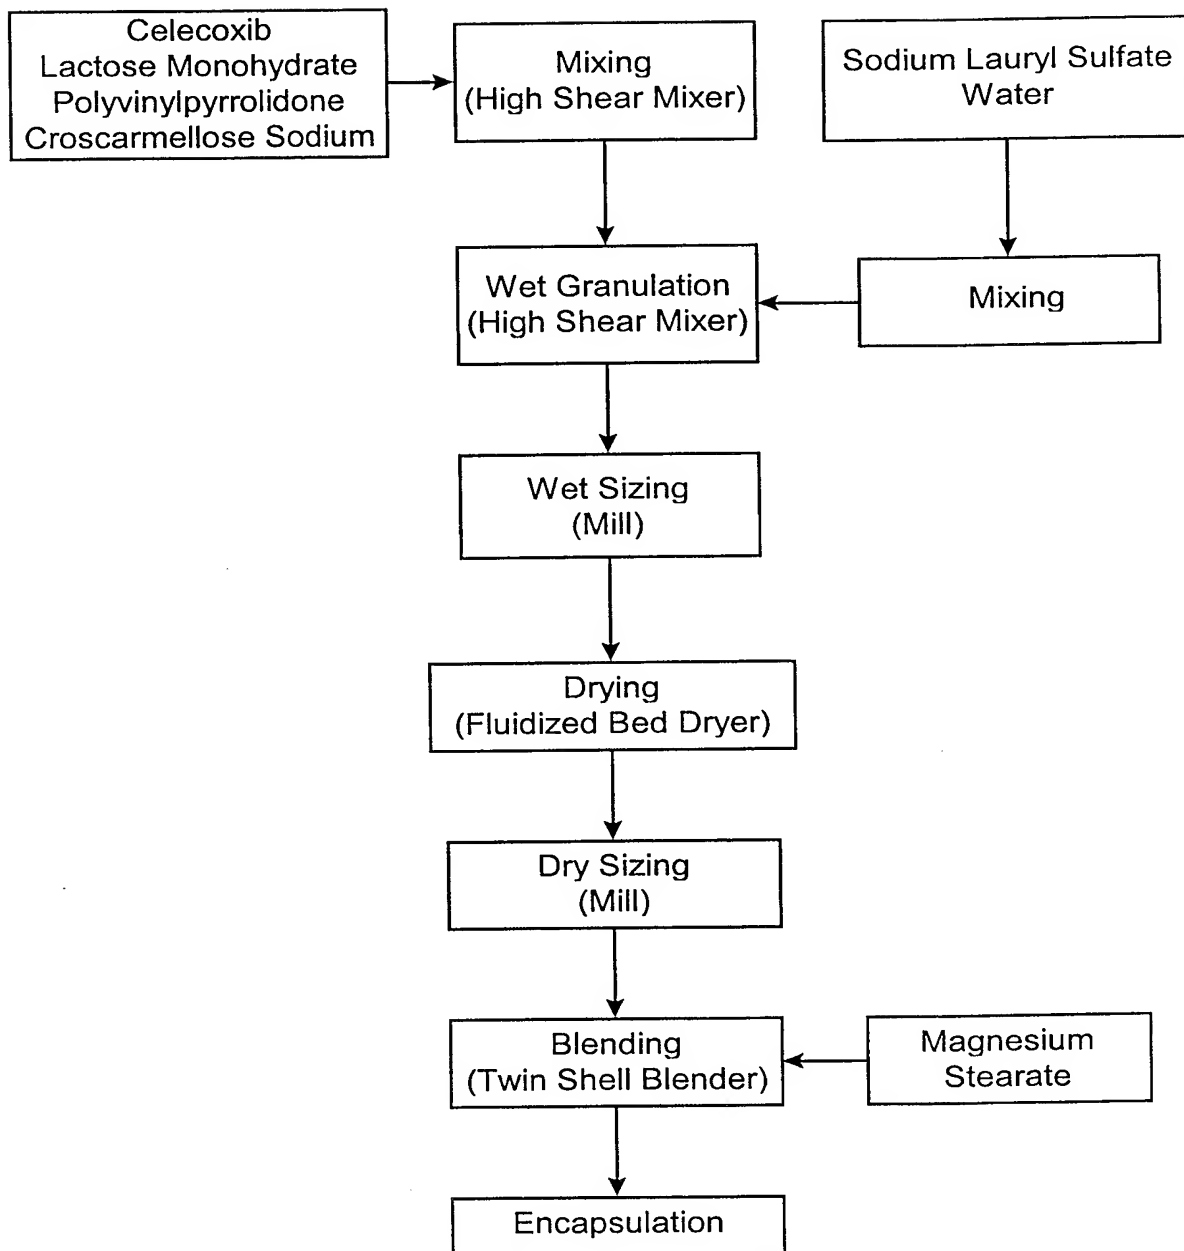 Celecoxib
Lactose Monohydrate
Polyvinylpyrrolidone
Croscarmellose Sodium
Mixing
(High Shear Mixer)
Sodium Lauryl Sulfate
Water
Wet Granulation
(High Shear Mixer)
Mixing
Wet Sizing
(Mill)
Drying
(Fluidized Bed Dryer)
Dry Sizing
(Mill)
Blending
(Twin Shell Blender)
Magnesium
Stearate
Encapsulation